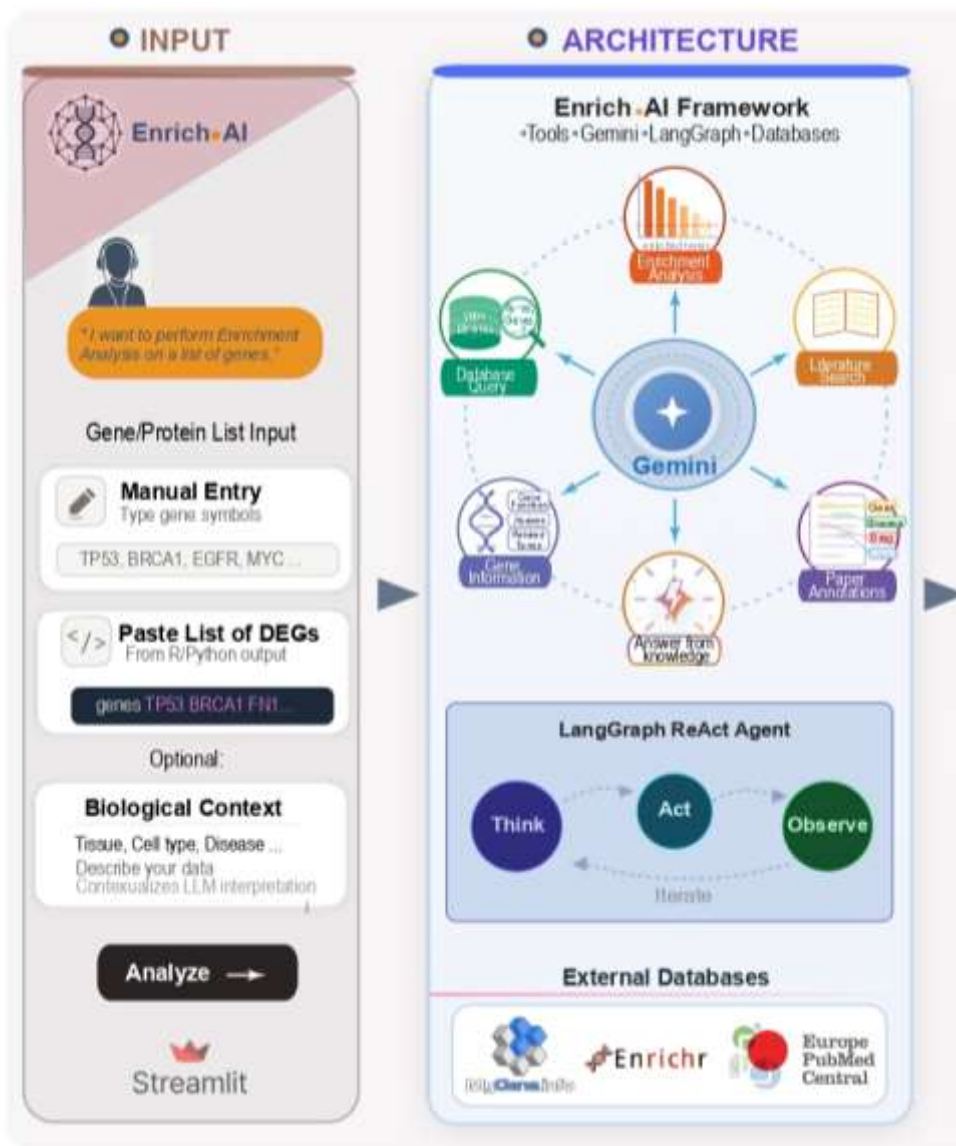 INPUT
Enrich.AI
"I want to perform Enrichment
Analysis on a list of genes."
Gene/Protein List Input
Manual Entry
Type gene symbols
TP53, BRCA1, EGFR, MYC ...
Paste List of DEGs
</>
From R/Python output
genes TP53 BRCA1 FN1...
Optional:
Biological Context
Tissue, Cell type, Disease ...
Describe your data
Contexualizes LLM interpretation
Analyze →
Streamlit
ARCHITECTURE
Enrich.AI Framework
•Tools •Gemini •LangGraph •Databases
Enrichment
Analysis
Database
Query
Literature
Search
Gemini
Gene
Information
Paper
Annotations
Answer from
knowledge
LangGraph ReAct Agent
Think
Act
Observe
Iterate
External Databases
MyGene.info
Enrichr
Europe
PubMed
Central